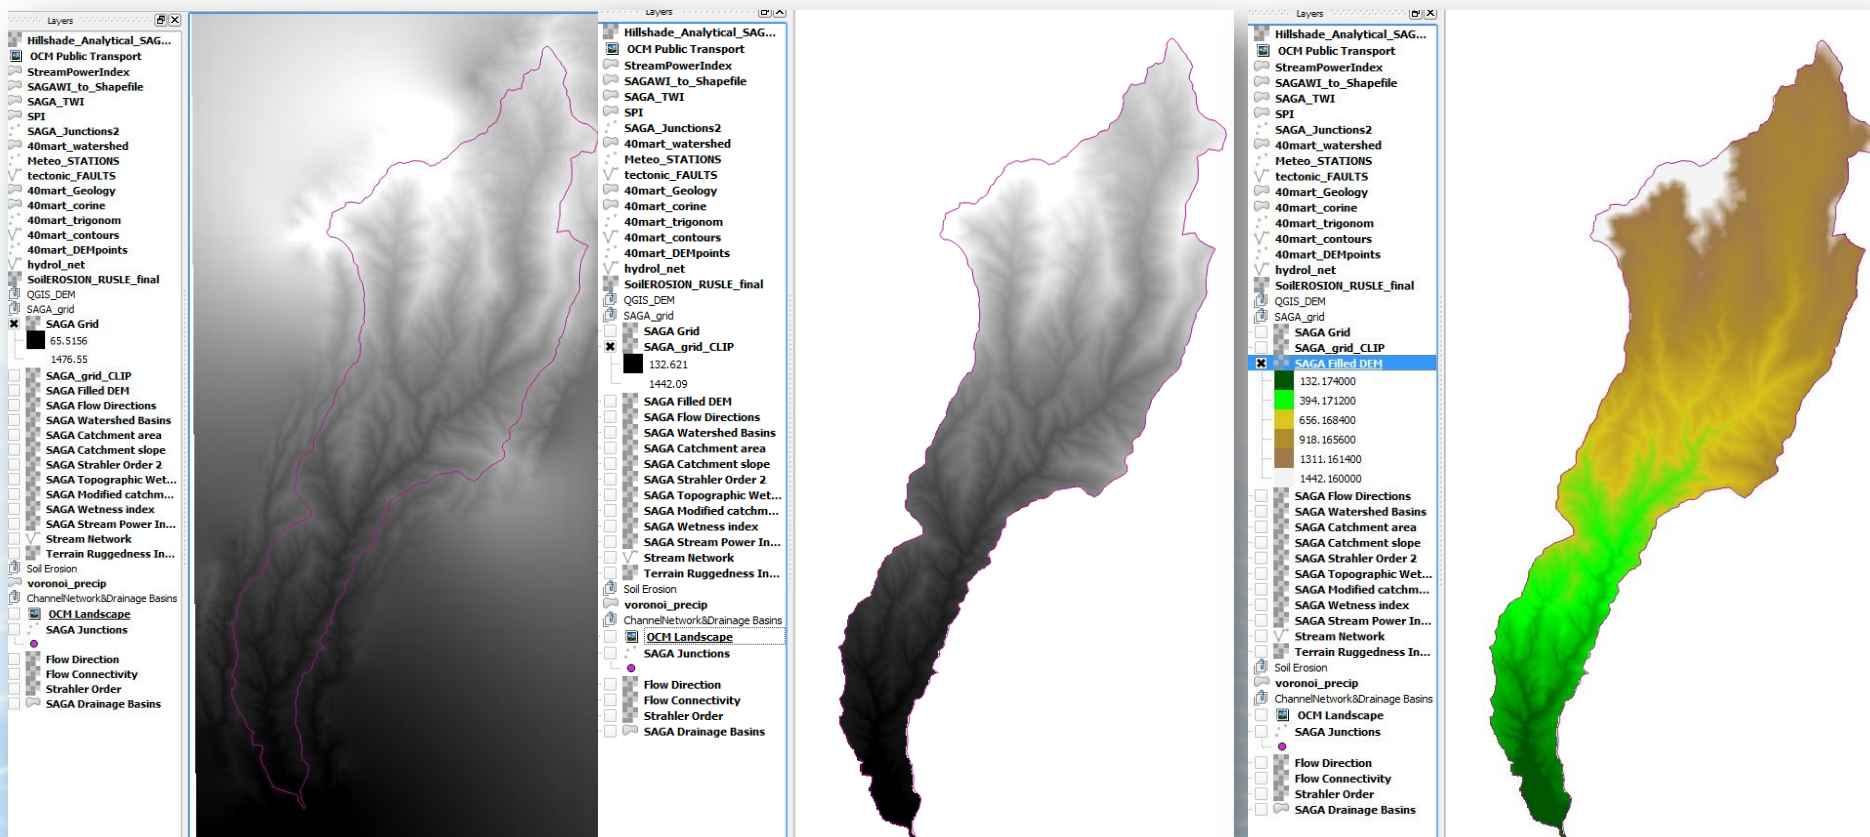 Layers
Hillshade_Analytical_SAG...
OCM Public Transport
StreamPowerIndex
SAGAWI_to_Shapefile
SAGA_TWI
SPI
SAGA_Junctions2
40mart_watershed
Meteo_STATIONS
tectonic_FAULTS
40mart_Geology
40mart_corine
40mart_trigonom
40mart_contours
40mart_DEMpoints
hydrol_net
SoilEROSION_RUSLE_final
QGIS_DEM
SAGA_grid
SAGA Grid
65.5156
1476.55
SAGA_grid_CLIP
SAGA Filled DEM
SAGA Flow Directions
SAGA Watershed Basins
SAGA Catchment area
SAGA Catchment slope
SAGA Strahler Order 2
SAGA Topographic Wet...
SAGA Modified catchm...
SAGA Wetness index
SAGA Stream Power In...
Stream Network
Terrain Ruggedness In...
Soil Erosion
voronoi_precip
ChannelNetwork&Drainage Basins
OCM Landscape
SAGA Junctions
Flow Direction
Flow Connectivity
Strahler Order
SAGA Drainage Basins
Layers
Hillshade_Analytical_SAG...
OCM Public Transport
StreamPowerIndex
SAGAWI_to_Shapefile
SAGA_TWI
SPI
SAGA_Junctions2
40mart_watershed
Meteo_STATIONS
tectonic_FAULTS
40mart_Geology
40mart_corine
40mart_trigonom
40mart_contours
40mart_DEMpoints
hydrol_net
SoilEROSION_RUSLE_final
QGIS_DEM
SAGA_grid
SAGA Grid
SAGA_grid_CLIP
132.621
1442.09
SAGA Filled DEM
SAGA Flow Directions
SAGA Watershed Basins
SAGA Catchment area
SAGA Catchment slope
SAGA Strahler Order 2
SAGA Topographic Wet...
SAGA Modified catchm...
SAGA Wetness index
SAGA Stream Power In...
Stream Network
Terrain Ruggedness In...
Soil Erosion
voronoi_precip
ChannelNetwork&Drainage Basins
OCM Landscape
SAGA Junctions
Flow Direction
Flow Connectivity
Strahler Order
SAGA Drainage Basins
Layers
Hillshade_Analytical_SAG...
OCM Public Transport
StreamPowerIndex
SAGAWI_to_Shapefile
SAGA_TWI
SPI
SAGA_Junctions2
40mart_watershed
Meteo_STATIONS
tectonic_FAULTS
40mart_Geology
40mart_corine
40mart_trigonom
40mart_contours
40mart_DEMpoints
hydrol_net
SoilEROSION_RUSLE_final
QGIS_DEM
SAGA_grid
SAGA Grid
SAGA_grid_CLIP
SAGA Filled DEM
132.174000
394.171200
656.168400
918.165600
1311.161400
1442.160000
SAGA Flow Directions
SAGA Watershed Basins
SAGA Catchment area
SAGA Catchment slope
SAGA Strahler Order 2
SAGA Topographic Wet...
SAGA Modified catchm...
SAGA Wetness index
SAGA Stream Power In...
Stream Network
Terrain Ruggedness In...
Soil Erosion
voronoi_precip
ChannelNetwork&Drainage Basins
OCM Landscape
SAGA Junctions
Flow Direction
Flow Connectivity
Strahler Order
SAGA Drainage Basins